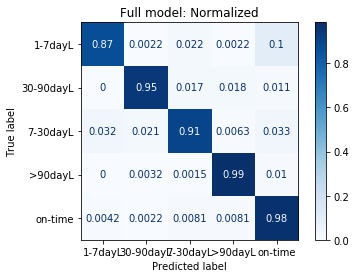 Full model: Normalized
True label
1-7dayL 0.87 0.0022 0.022 0.0022 0.1
30-90dayL 0 0.95 0.017 0.018 0.011
7-30dayL 0.032 0.021 0.91 0.0063 0.033
>90dayL 0 0.0032 0.0015 0.99 0.01
on-time 0.0042 0.0022 0.0081 0.0081 0.98
1-7dayL 30-90dayL 7-30dayL >90dayL on-time
Predicted label
0.8
0.6
0.4
0.2
0.0